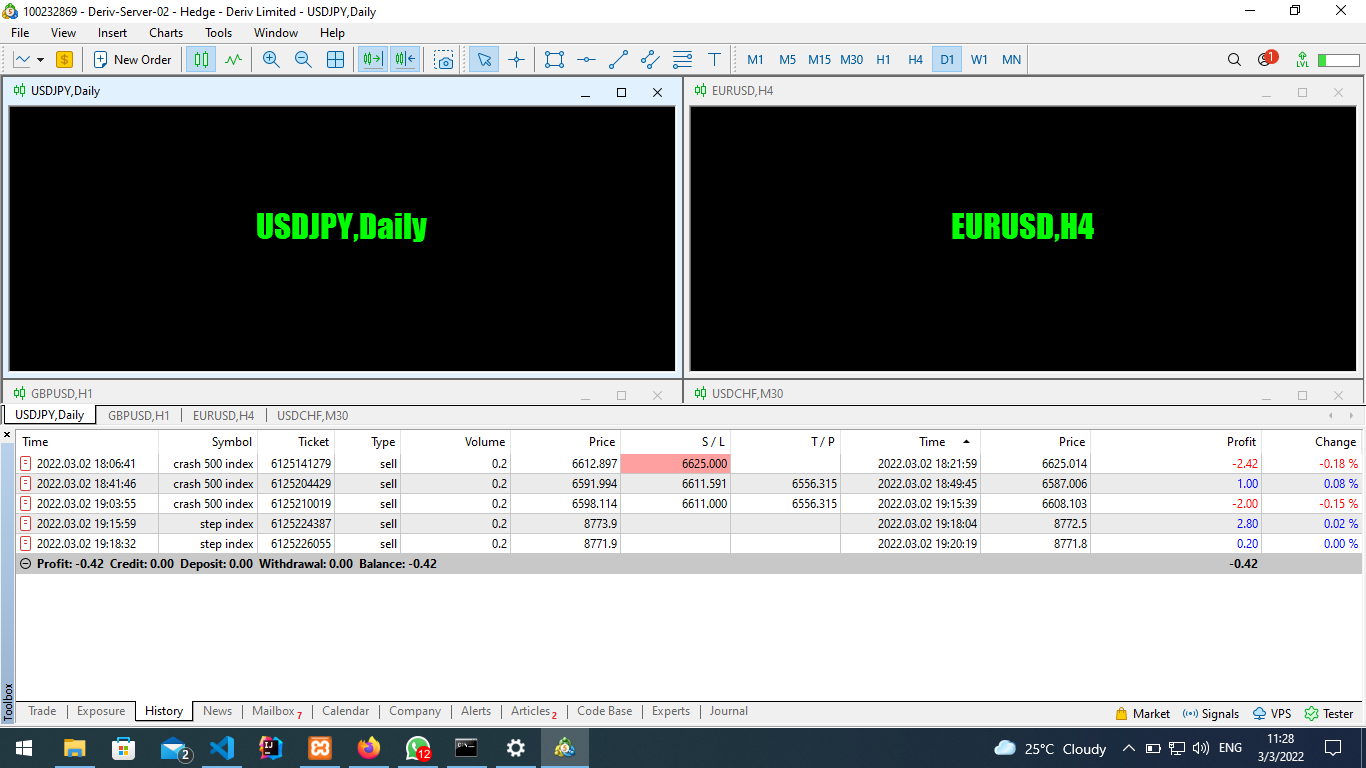 100232869 - Deriv-Server-02 - Hedge - Deriv Limited - USDJPY,Daily
File View Insert Charts Tools Window Help
New Order M1 M5 M15 M30 H1 H4 D1 W1 MN 1 LVL
USDJPY,Daily EURUSD,H4
USDJPY,Daily EURUSD,H4
GBPUSD,H1 USDCHF,M30
USDJPY,Daily GBPUSD,H1 EURUSD,H4 USDCHF,M30
Time Symbol Ticket Type Volume Price S / L T / P Time Price Profit Change
2022.03.02 18:06:41 crash 500 index 6125141279 sell 0.2 6612.897 6625.000 2022.03.02 18:21:59 6625.014 -2.42 -0.18 %
2022.03.02 18:41:46 crash 500 index 6125204429 sell 0.2 6591.994 6611.591 6556.315 2022.03.02 18:49:45 6587.006 1.00 0.08 %
2022.03.02 19:03:55 crash 500 index 6125210019 sell 0.2 6598.114 6611.000 6556.315 2022.03.02 19:15:39 6608.103 -2.00 -0.15 %
2022.03.02 19:15:59 step index 6125224387 sell 0.2 8773.9 2022.03.02 19:18:04 8772.5 2.80 0.02 %
2022.03.02 19:18:32 step index 6125226055 sell 0.2 8771.9 2022.03.02 19:20:19 8771.8 0.20 0.00 %
Profit: -0.42 Credit: 0.00 Deposit: 0.00 Withdrawal: 0.00 Balance: -0.42 -0.42
Toolbox
Trade Exposure History News Mailbox 7 Calendar Company Alerts Articles 2 Code Base Experts Journal Market Signals VPS Tester
2 12 25°C Cloudy ENG 11:28
3/3/2022